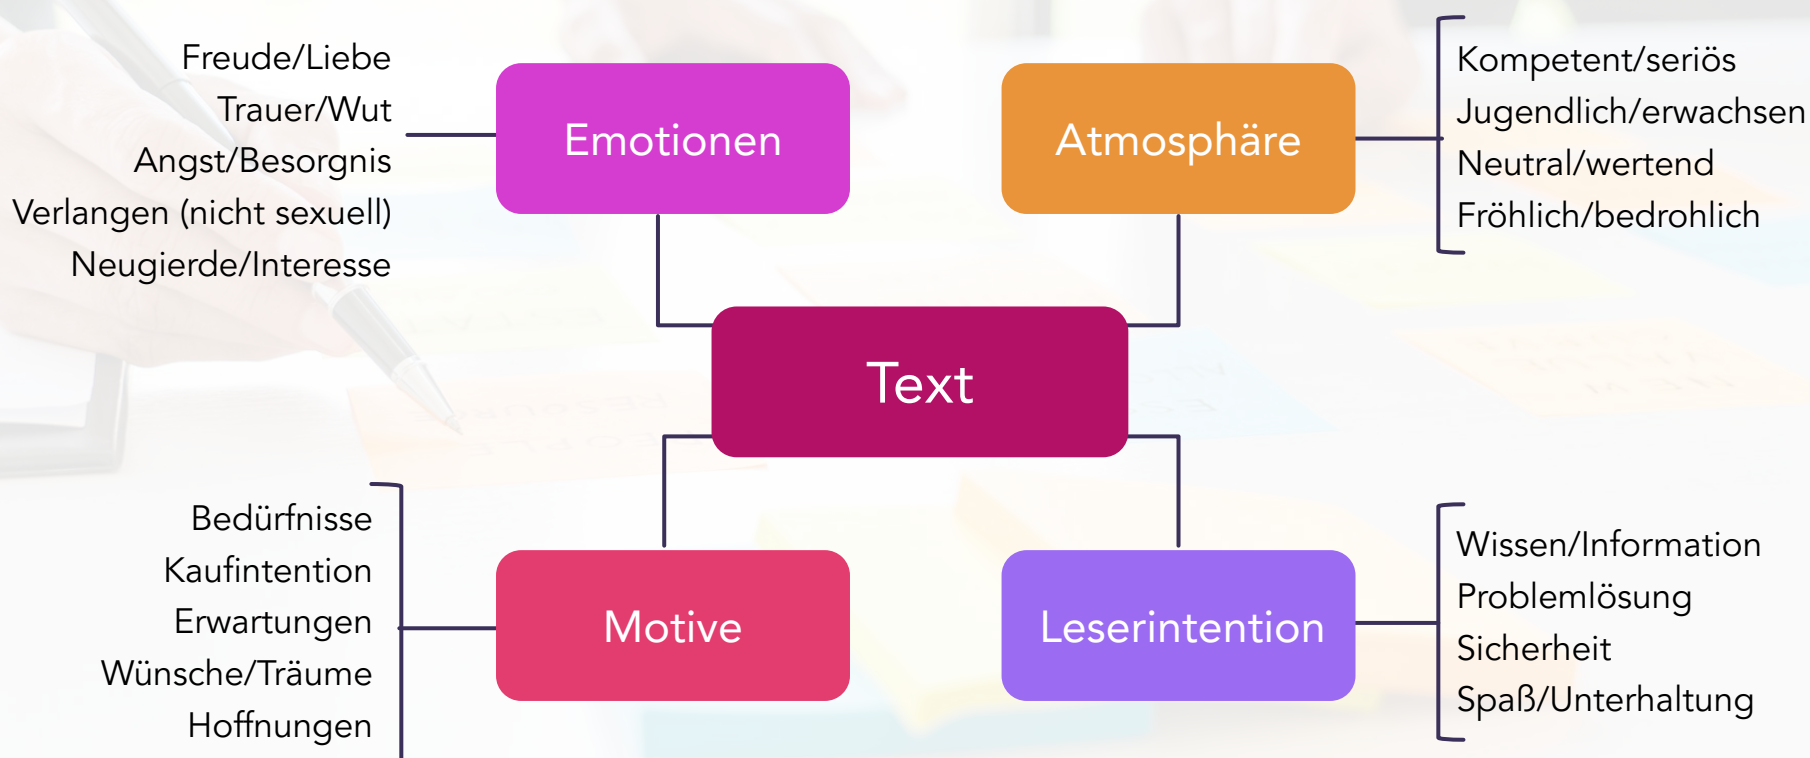 Freude/Liebe
Trauer/Wut
Angst/Besorgnis
Verlangen (nicht sexuell)
Neugierde/Interesse
Emotionen
Atmosphäre
Kompetent/seriös
Jugendlich/erwachsen
Neutral/wertend
Fröhlich/bedrohlich
Text
Bedürfnisse
Kaufintention
Erwartungen
Wünsche/Träume
Hoffnungen
Motive
Leserintention
Wissen/Information
Problemlösung
Sicherheit
Spaß/Unterhaltung